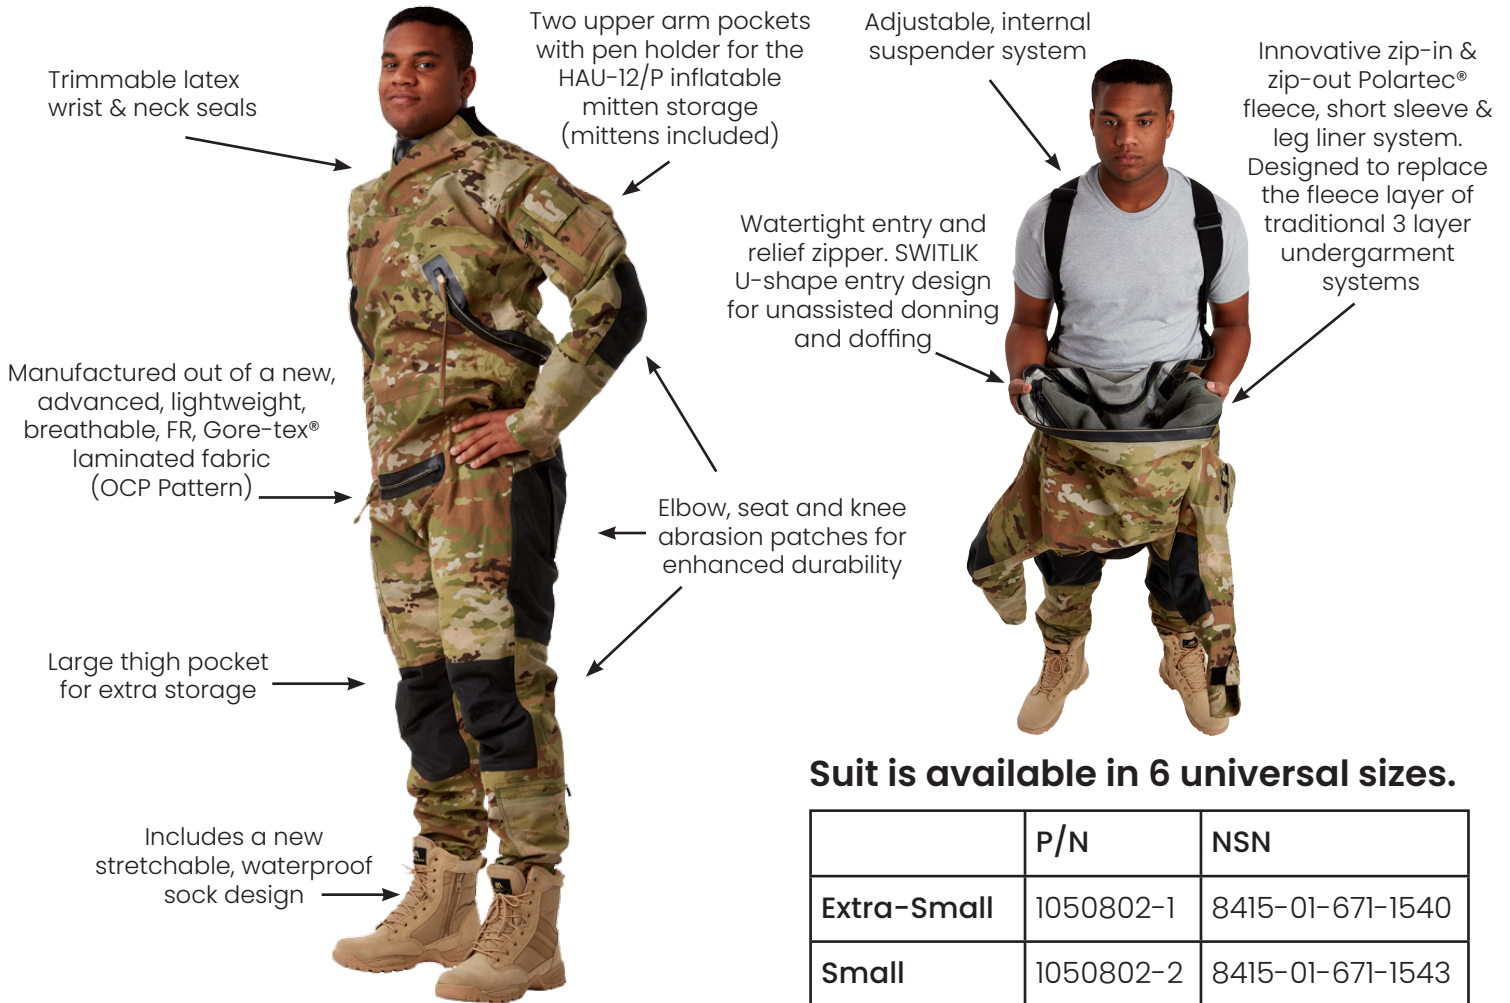 Trimmable latex
wrist & neck seals
Two upper arm pockets
with pen holder for the
HAU-12/P inflatable
mitten storage
(mittens included)
Adjustable, internal
suspender system
Innovative zip-in &
zip-out Polartec®
fleece, short sleeve &
leg liner system.
Designed to replace
the fleece layer of
traditional 3 layer
undergarment
systems
Watertight entry and
relief zipper. SWITLIK
U-shape entry design
for unassisted donning
and doffing
Manufactured out of a new,
advanced, lightweight,
breathable, FR, Gore-tex®
laminated fabric
(OCP Pattern)
Elbow, seat and knee
abrasion patches for
enhanced durability
Large thigh pocket
for extra storage
Includes a new
stretchable, waterproof
sock design
Suit is available in 6 universal sizes.
P/N NSN
Extra-Small 1050802-1 8415-01-671-1540
Small 1050802-2 8415-01-671-1543